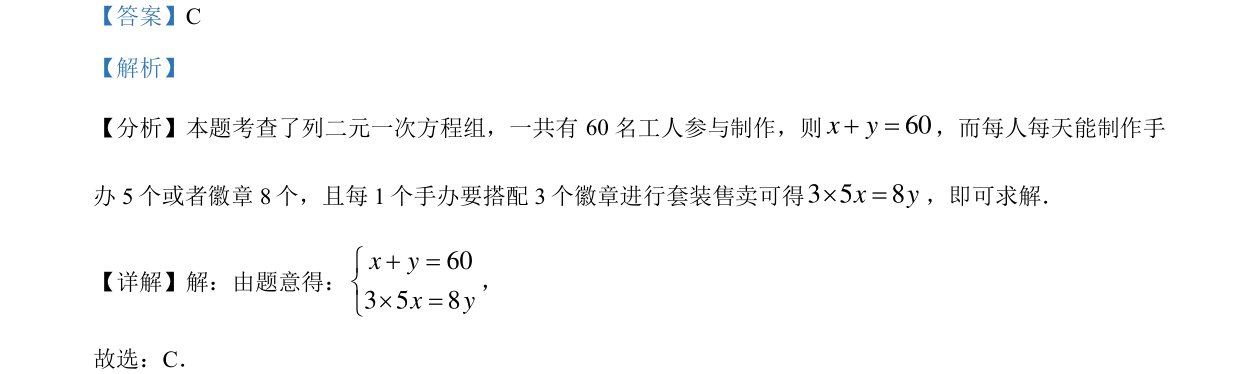 【答案】C
【解析】
【分析】本题考查了列二元一次方程组，一共有 60 名工人参与制作，则 x + y = 60，而每人每天能制作手
办 5 个或者徽章 8 个，且每 1 个手办要搭配 3 个徽章进行套装售卖可得 3×5x = 8y，即可求解．
【详解】解：由题意得：{x + y = 60
3×5x = 8y，
故选：C．